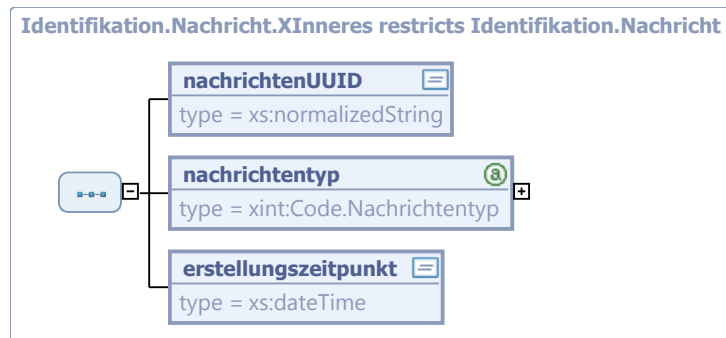 Identifikation.Nachricht.XInneres restricts Identifikation.Nachricht
nachrichtenUUID
type = xs:normalizedString
nachrichtentyp
type = xint:Code.Nachrichtentyp
erstellungszeitpunkt
type = xs:dateTime